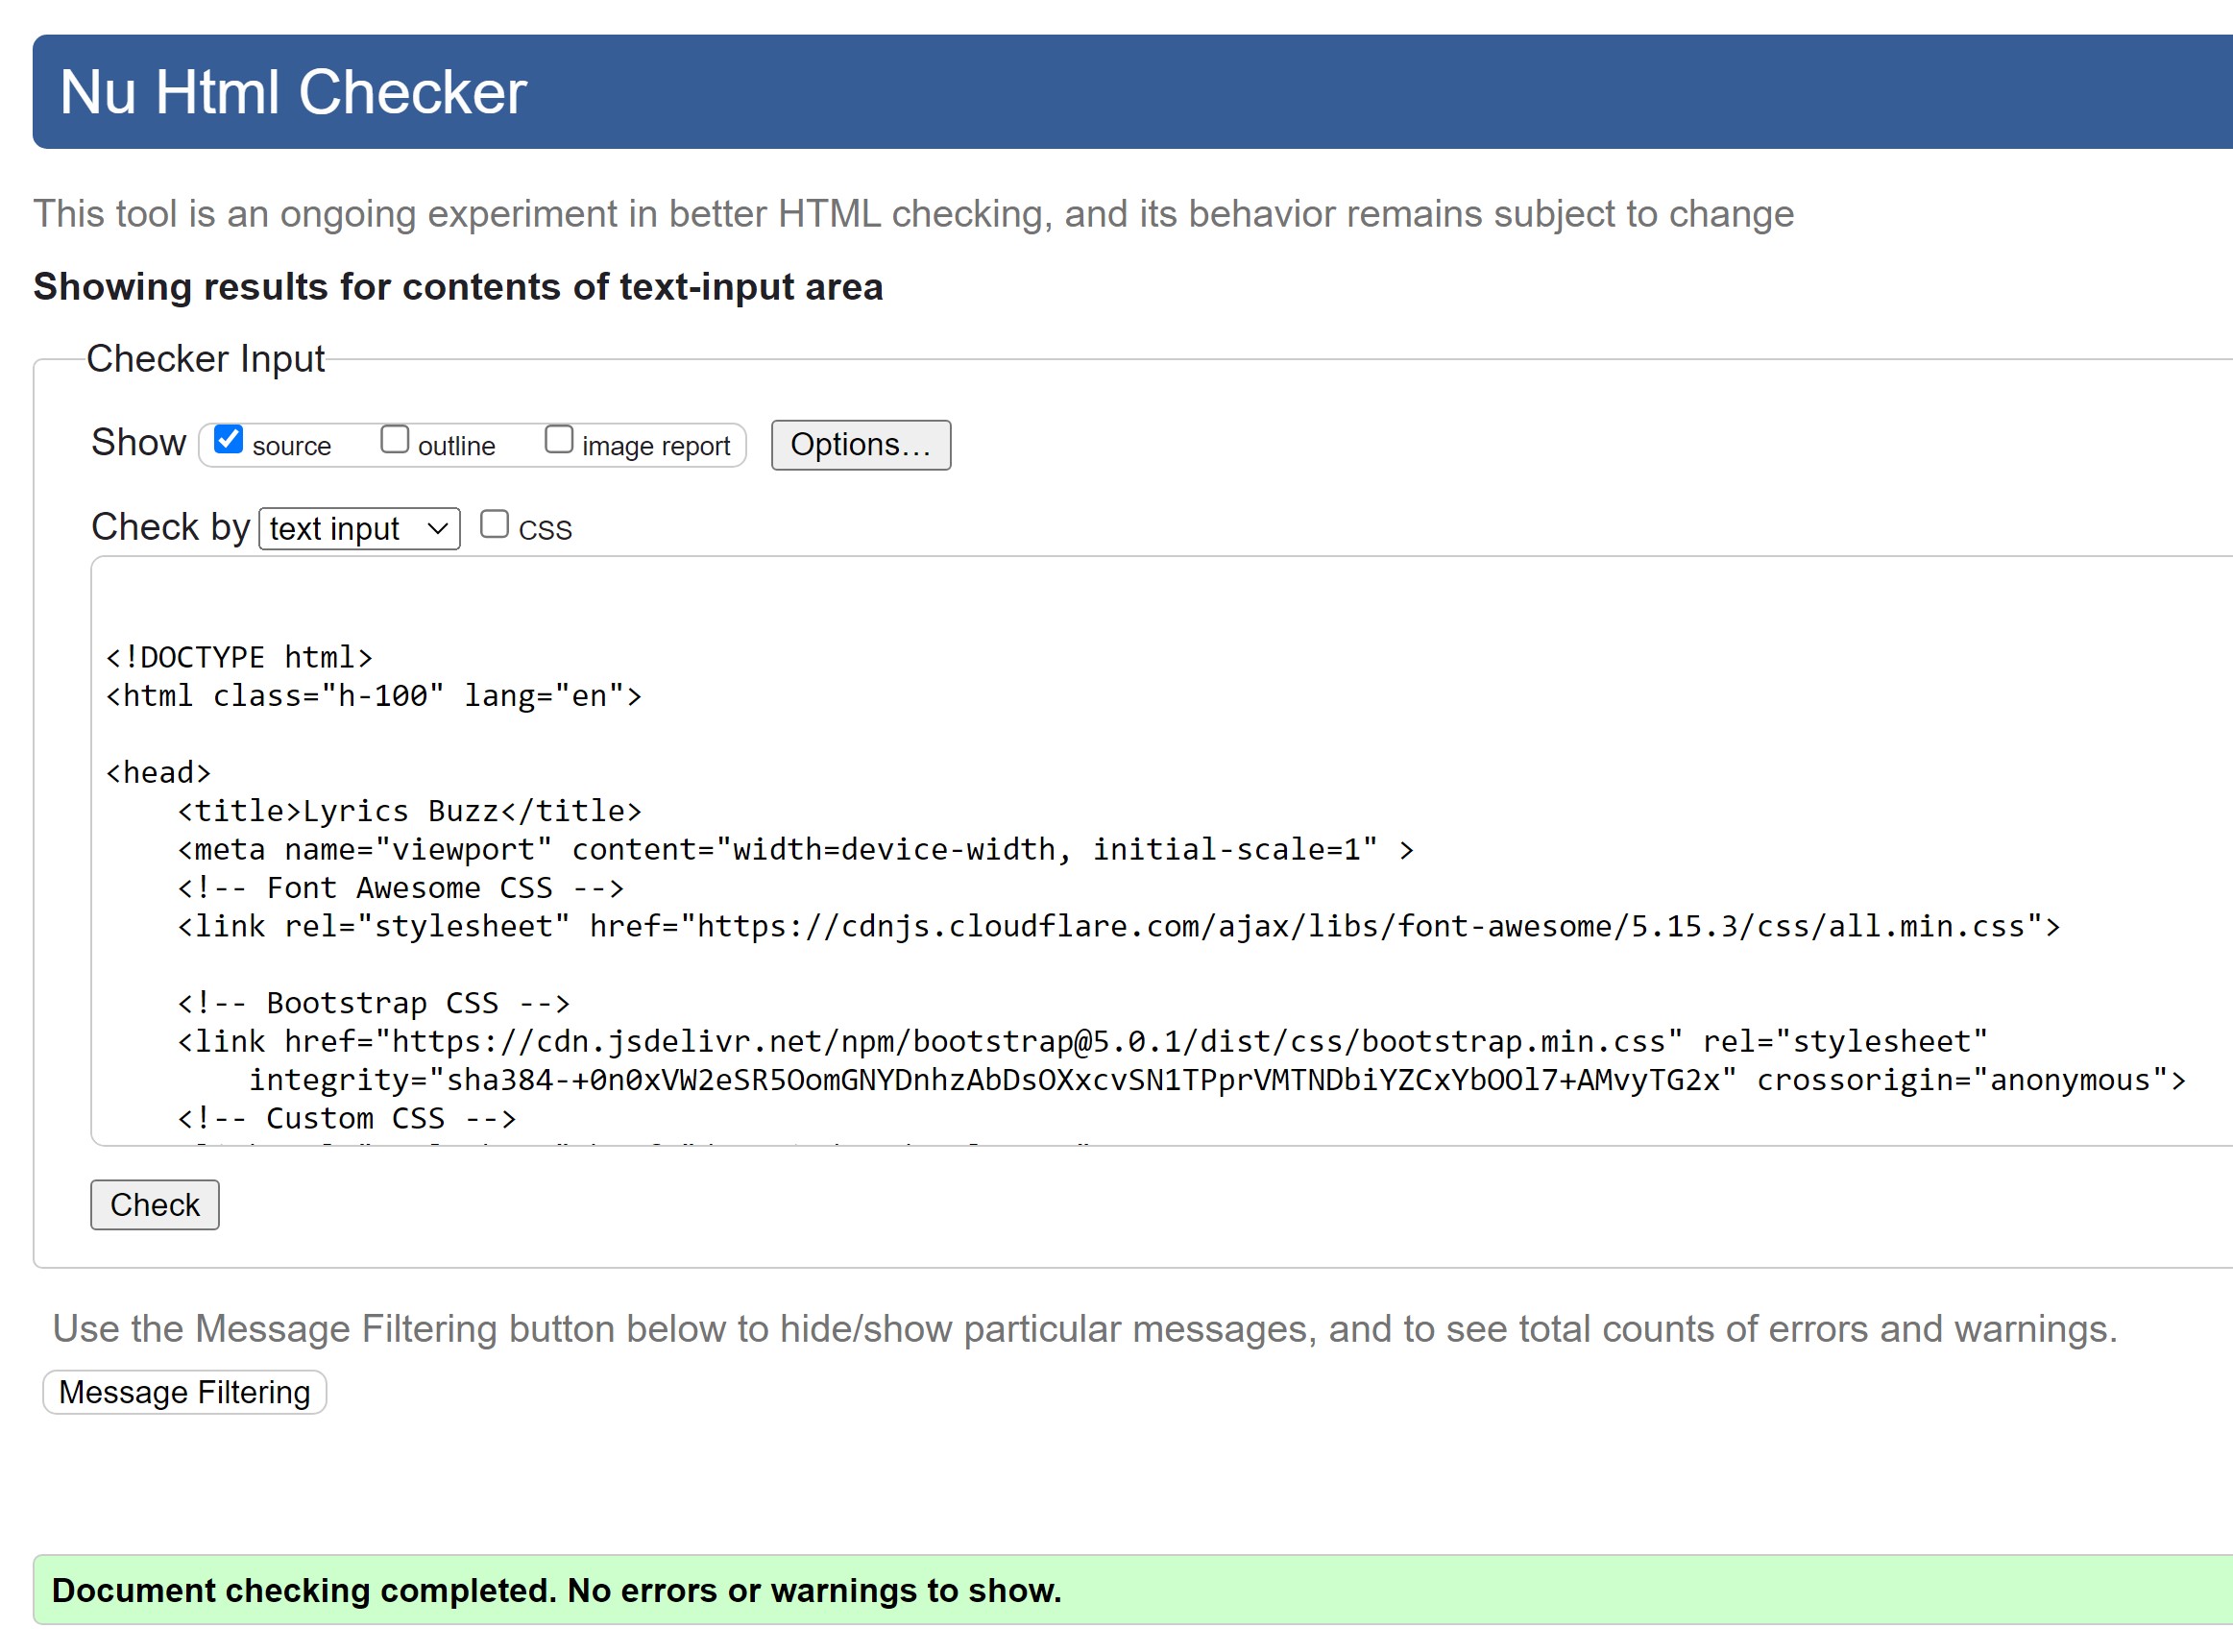 Nu Html Checker
This tool is an ongoing experiment in better HTML checking, and its behavior remains subject to change
Showing results for contents of text-input area
Checker Input
Show source outline image report Options...
Check by text input CSS
<!DOCTYPE html>
<html class="h-100" lang="en">
<head>
    <title>Lyrics Buzz</title>
    <meta name="viewport" content="width=device-width, initial-scale=1" >
    <!-- Font Awesome CSS -->
    <link rel="stylesheet" href="https://cdnjs.cloudflare.com/ajax/libs/font-awesome/5.15.3/css/all.min.css">
    <!-- Bootstrap CSS -->
    <link href="https://cdn.jsdelivr.net/npm/bootstrap@5.0.1/dist/css/bootstrap.min.css" rel="stylesheet"
        integrity="sha384-+0n0xVW2eSR5OomGNYDnhzAbDsOXxcvSN1TPprVMTNDbiYZCxYbOOl7+AMvyTG2x" crossorigin="anonymous">
    <!-- Custom CSS -->
Check
Use the Message Filtering button below to hide/show particular messages, and to see total counts of errors and warnings.
Message Filtering
Document checking completed. No errors or warnings to show.